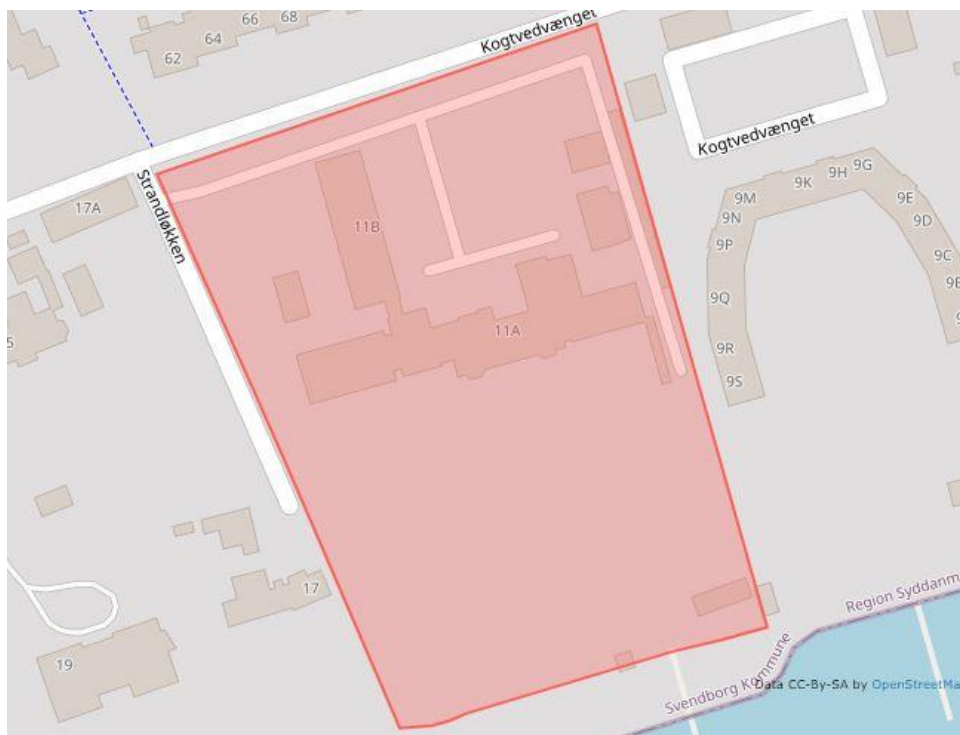 66
68
64
62
Kogtvedvænget
Kogtvedvænget
Strandløkken
17A
11B
9G
9H
9K
9M
9E
9N
9D
9P
9C
9Q
11A
9R
9S
17
19
Region Syddanm
Svendborg Kommune
Data CC-By-SA by OpenStreetMa